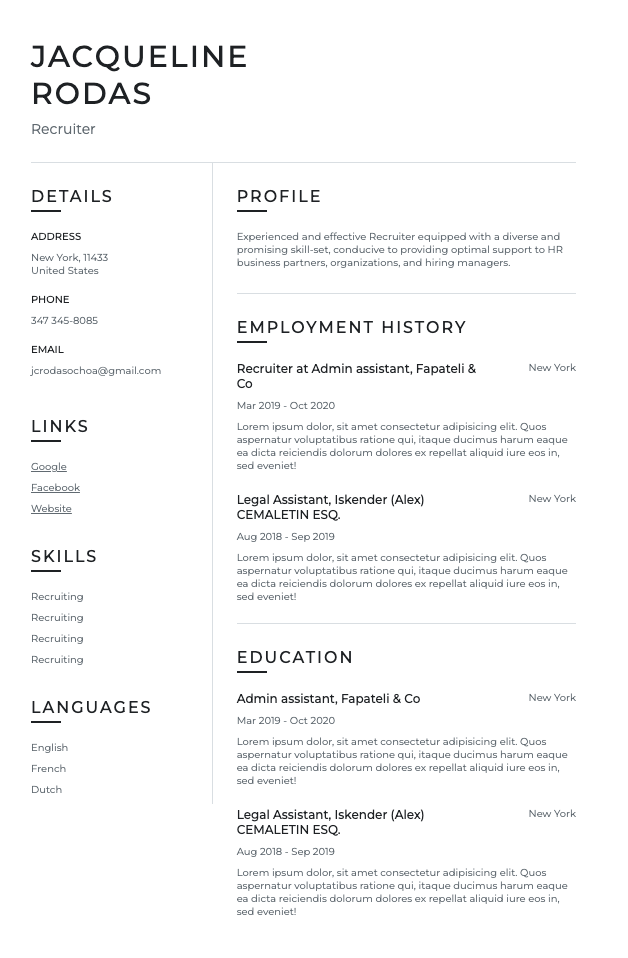 JACQUELINE
RODAS
Recruiter
DETAILS
ADDRESS
New York, 11433
United States
PHONE
347 345-8085
EMAIL
jcrodasochoa@gmail.com
LINKS
Google
Facebook
Website
SKILLS
Recruiting
Recruiting
Recruiting
Recruiting
LANGUAGES
English
French
Dutch
PROFILE
Experienced and effective Recruiter equipped with a diverse and
promising skill-set, conducive to providing optimal support to HR
business partners, organizations, and hiring managers.
EMPLOYMENT HISTORY
Recruiter at Admin assistant, Fapateli &
Co
New York
Mar 2019 - Oct 2020
Lorem ipsum dolor, sit amet consectetur adipisicing elit. Quos
aspernatur voluptatibus ratione qui, itaque ducimus harum eaque
ea dicta reiciendis dolorum dolores ex repellat aliquid iure eos in,
sed eveniet!
Legal Assistant, Iskender (Alex)
CEMALETIN ESQ.
New York
Aug 2018 - Sep 2019
Lorem ipsum dolor, sit amet consectetur adipisicing elit. Quos
aspernatur voluptatibus ratione qui, itaque ducimus harum eaque
ea dicta reiciendis dolorum dolores ex repellat aliquid iure eos in,
sed eveniet!
EDUCATION
Admin assistant, Fapateli & Co
New York
Mar 2019 - Oct 2020
Lorem ipsum dolor, sit amet consectetur adipisicing elit. Quos
aspernatur voluptatibus ratione qui, itaque ducimus harum eaque
ea dicta reiciendis dolorum dolores ex repellat aliquid iure eos in,
sed eveniet!
Legal Assistant, Iskender (Alex)
CEMALETIN ESQ.
New York
Aug 2018 - Sep 2019
Lorem ipsum dolor, sit amet consectetur adipisicing elit. Quos
aspernatur voluptatibus ratione qui, itaque ducimus harum eaque
ea dicta reiciendis dolorum dolores ex repellat aliquid iure eos in,
sed eveniet!